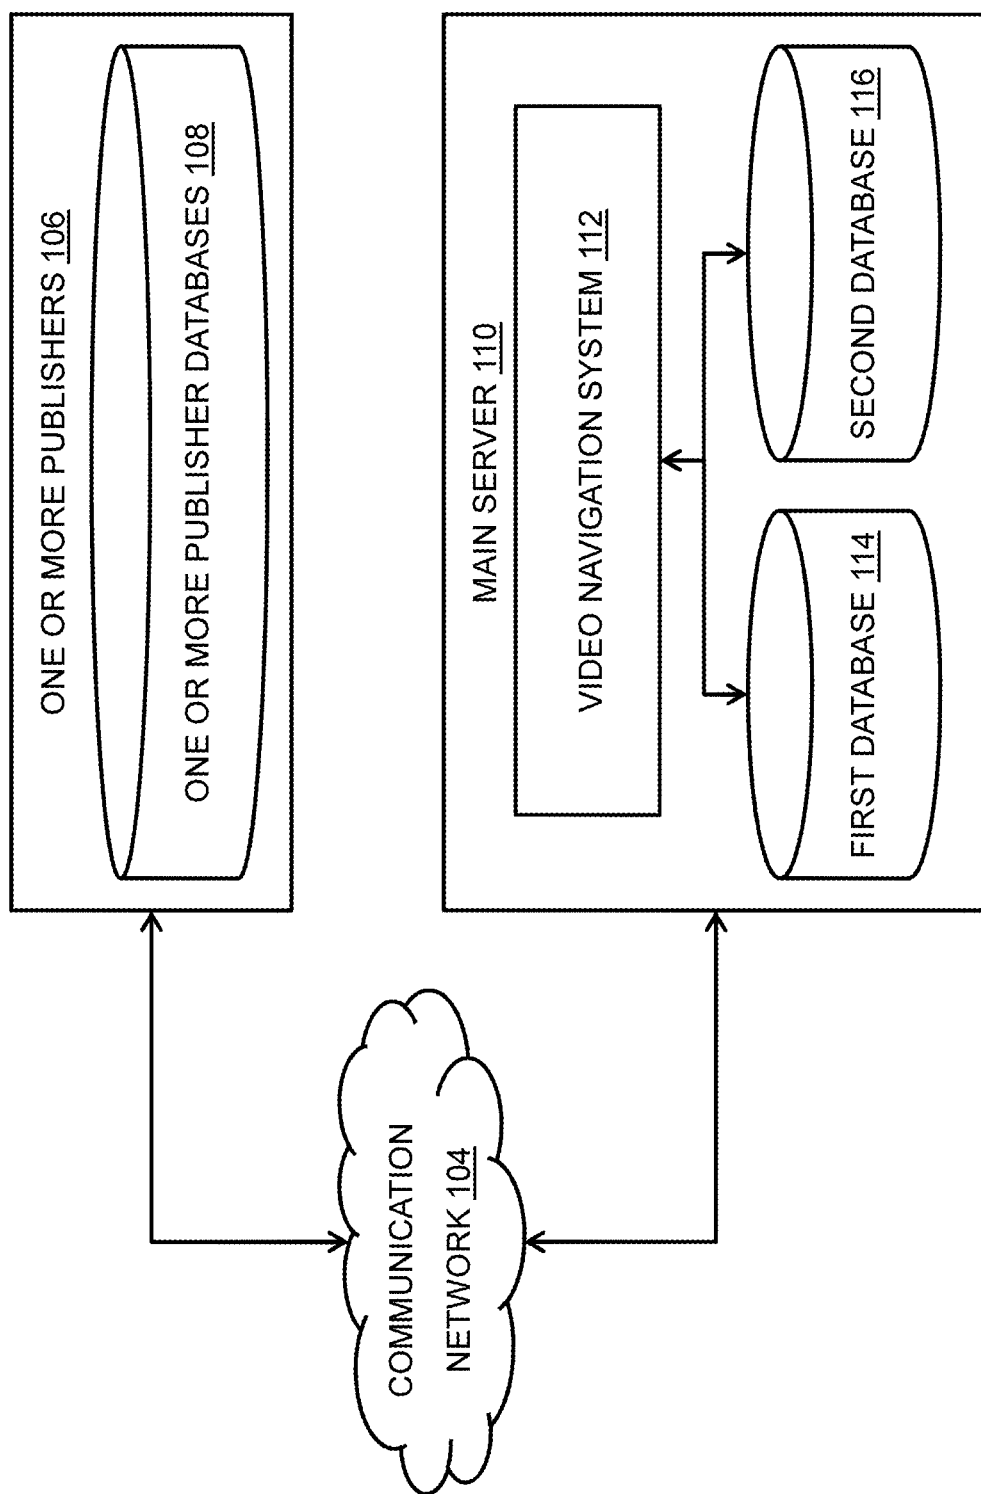 ONE OR MORE PUBLISHERS 106
ONE OR MORE PUBLISHER DATABASES 108
COMMUNICATION
NETWORK 104
MAIN SERVER 110
VIDEO NAVIGATION SYSTEM 112
FIRST DATABASE 114
SECOND DATABASE 116